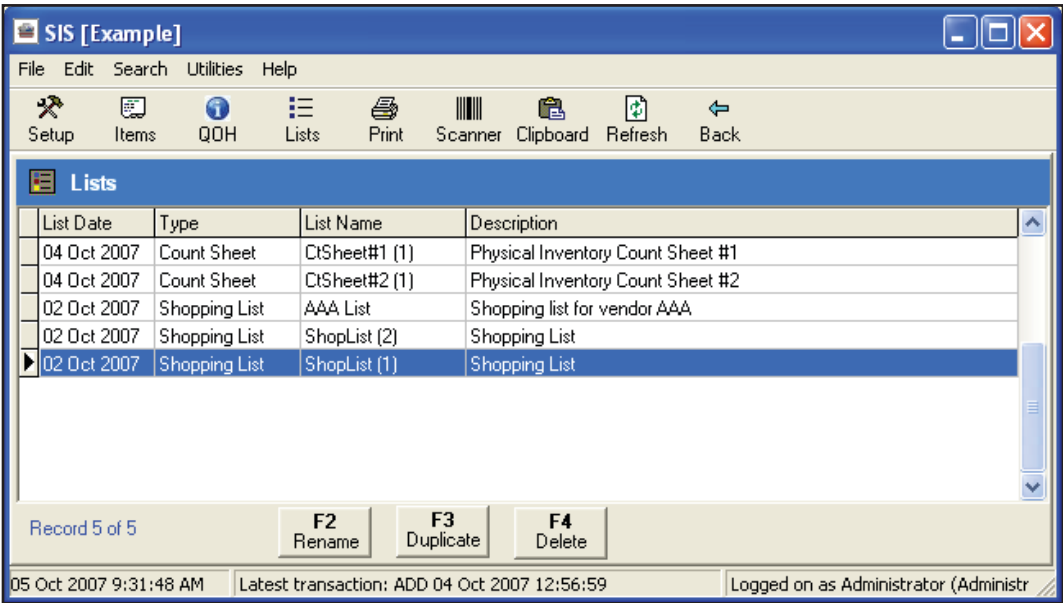 SIS [Example]
File Edit Search Utilities Help
Setup Items QOH Lists Print Scanner Clipboard Refresh Back
Lists
List Date Type List Name Description
04 Oct 2007 Count Sheet CtSheet#1 (1) Physical Inventory Count Sheet #1
04 Oct 2007 Count Sheet CtSheet#2 (1) Physical Inventory Count Sheet #2
02 Oct 2007 Shopping List AAA List Shopping list for vendor AAA
02 Oct 2007 Shopping List ShopList (2) Shopping List
02 Oct 2007 Shopping List ShopList (1) Shopping List
Record 5 of 5
F2 F3 F4
Rename Duplicate Delete
05 Oct 2007 9:31:48 AM Latest transaction: ADD 04 Oct 2007 12:56:59 Logged on as Administrator (Administr